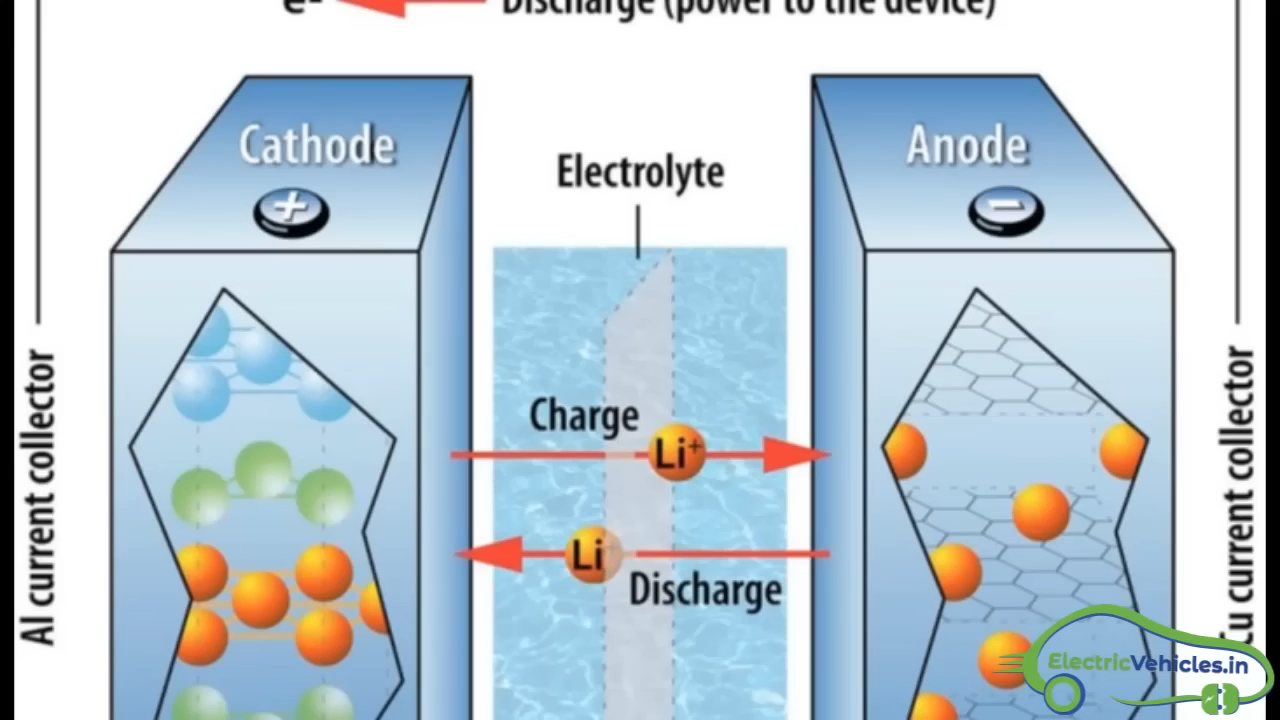 e-
Discharge (power to the device)
Cathode
Anode
+
−
Electrolyte
Al current collector
Charge
Li+
Li
Discharge
Cu current collector
ElectricVehicles.in